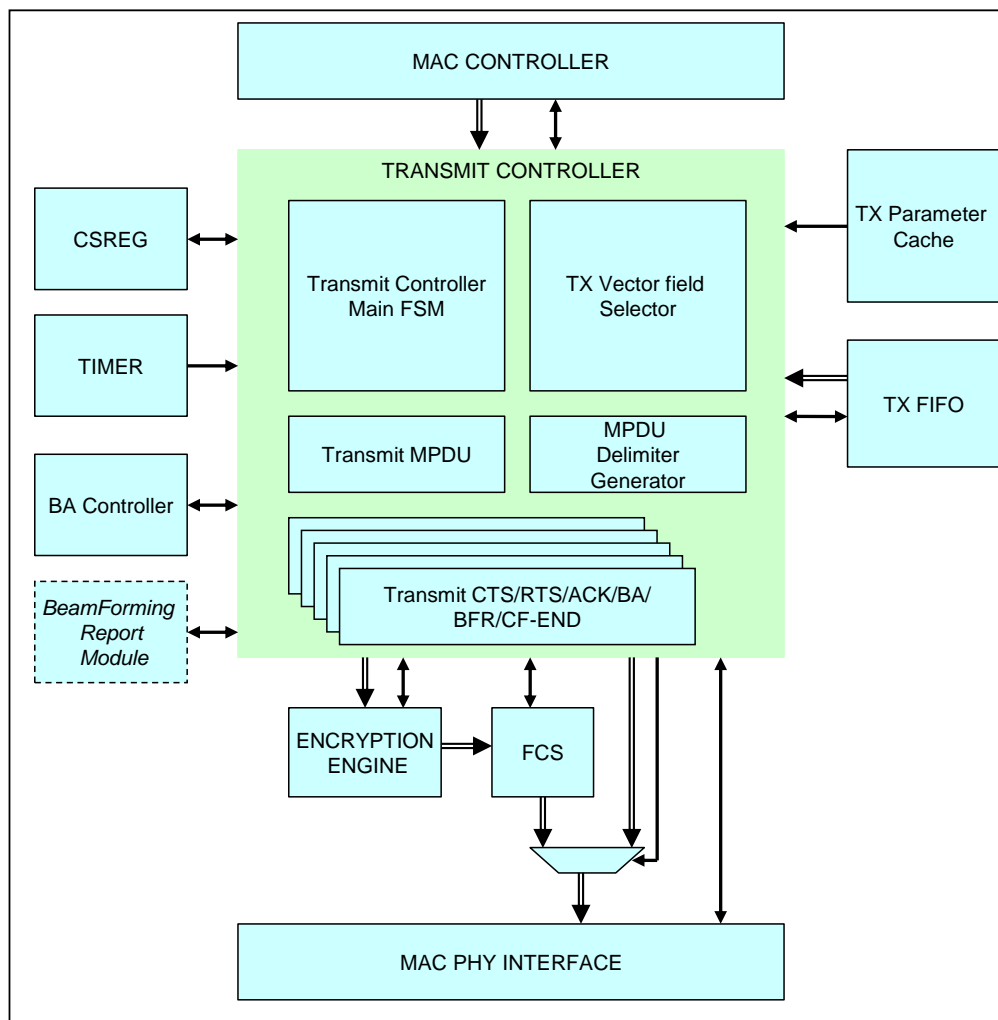 MAC CONTROLLER
TRANSMIT CONTROLLER
CSREG
Transmit Controller
Main FSM
TX Vector field
Selector
TX Parameter
Cache
TIMER
TX FIFO
Transmit MPDU
MPDU
Delimiter
Generator
BA Controller
BeamForming
Report
Module
Transmit CTS/RTS/ACK/BA/
BFR/CF-END
ENCRYPTION
ENGINE
FCS
MAC PHY INTERFACE